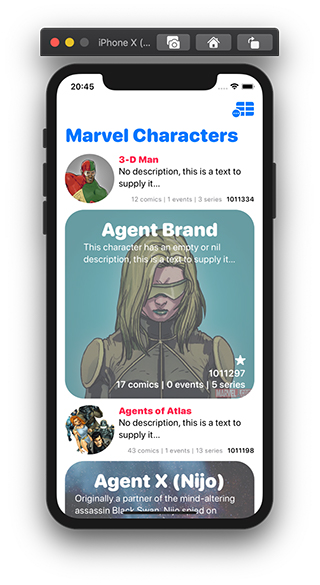 iPhone X (...
20:45
Marvel Characters
3-D Man
No description, this is a text to
supply it...
12 comics | 1 events | 3 series 1011334
Agent Brand
This character has an empty or nil
description, this is a text to supply it...
1011297
17 comics | 0 events | 5 series
MARVEL
Agents of Atlas
No description, this is a text to
supply it...
43 comics | 1 events | 13 series 1011198
Agent X (Nijo)
Originally a partner of the mind-altering
assassin Black Swan, Nijo spied on